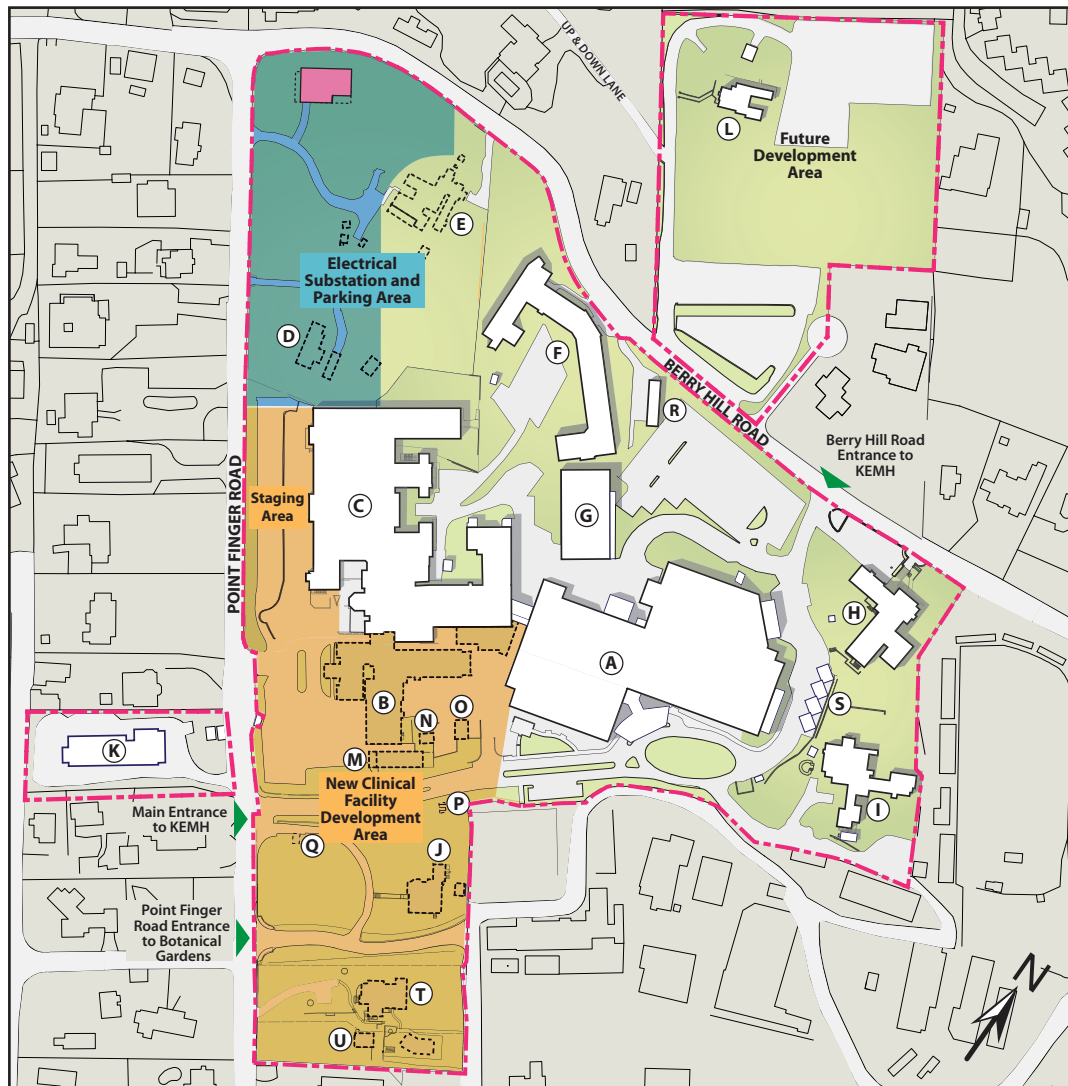 UP & DOWN LANE
L
Future
Development
Area
E
Electrical
Substation and
Parking Area
D
F
BERRY HILL ROAD
R
Berry Hill Road
Entrance to
KEMH
POINT FINGER ROAD
Staging
Area
C
G
H
A
B
S
N
O
K
M
New Clinical
Facility
Development
Area
P
I
Main Entrance
to KEMH
Q
J
Point Finger
Road Entrance
to Botanical
Gardens
T
U
N